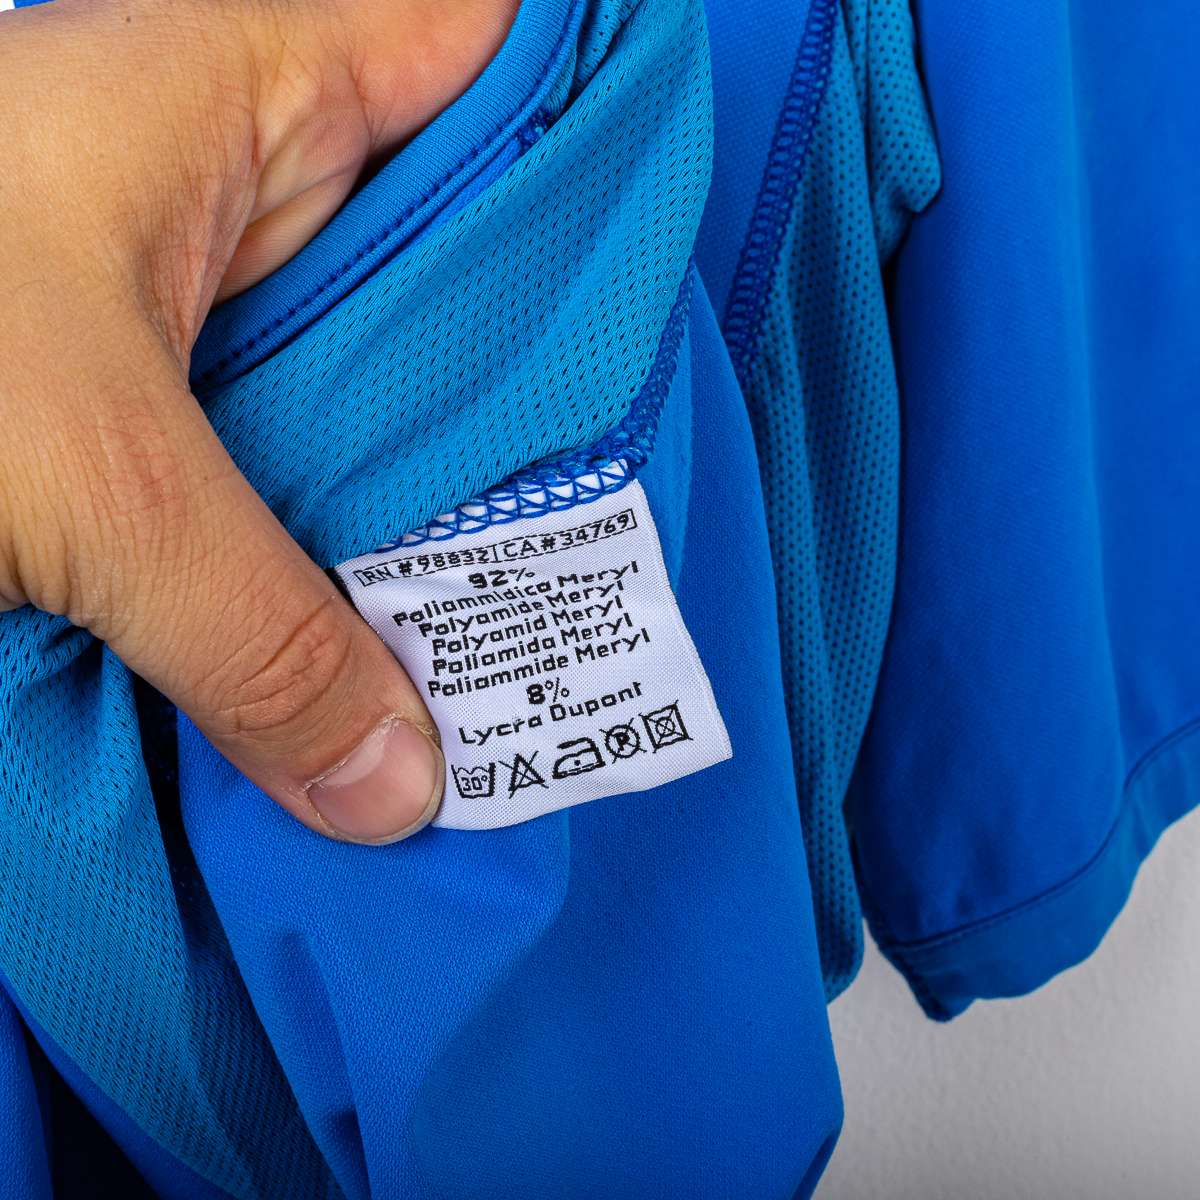 RN #98832 CA #34769
92%
Poliammidica Meryl
Polyamide Meryl
Polyamid Meryl
Poliamida Meryl
Poliammide Meryl
8%
Lycra Dupont
30° P